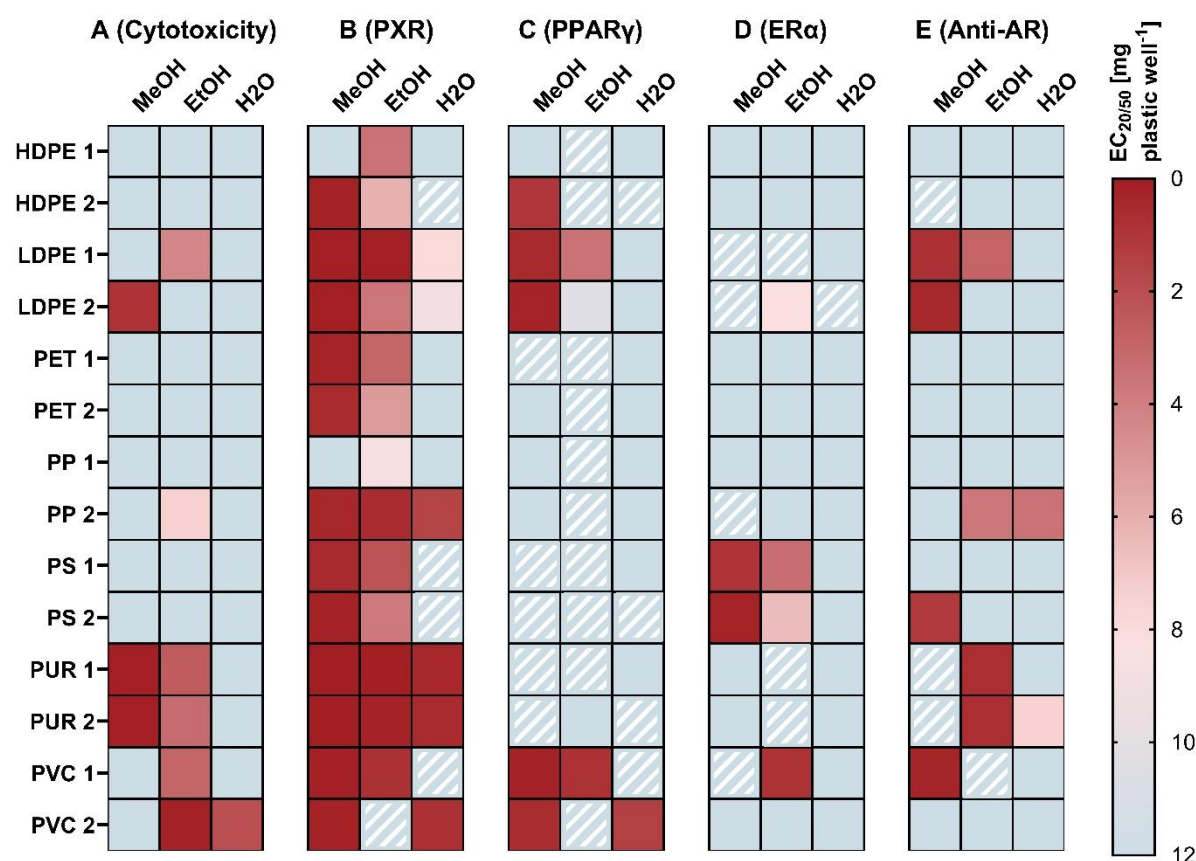 A (Cytotoxicity) B (PXR) C (PPARγ) D (ERα) E (Anti-AR)
MeOH EtOH H2O MeOH EtOH H2O MeOH EtOH H2O MeOH EtOH H2O MeOH EtOH H2O
EC20/50 [mg
plastic well-1]
HDPE 1
HDPE 2
LDPE 1
LDPE 2
PET 1
PET 2
PP 1
PP 2
PS 1
PS 2
PUR 1
PUR 2
PVC 1
PVC 2
0
2
4
6
8
10
12